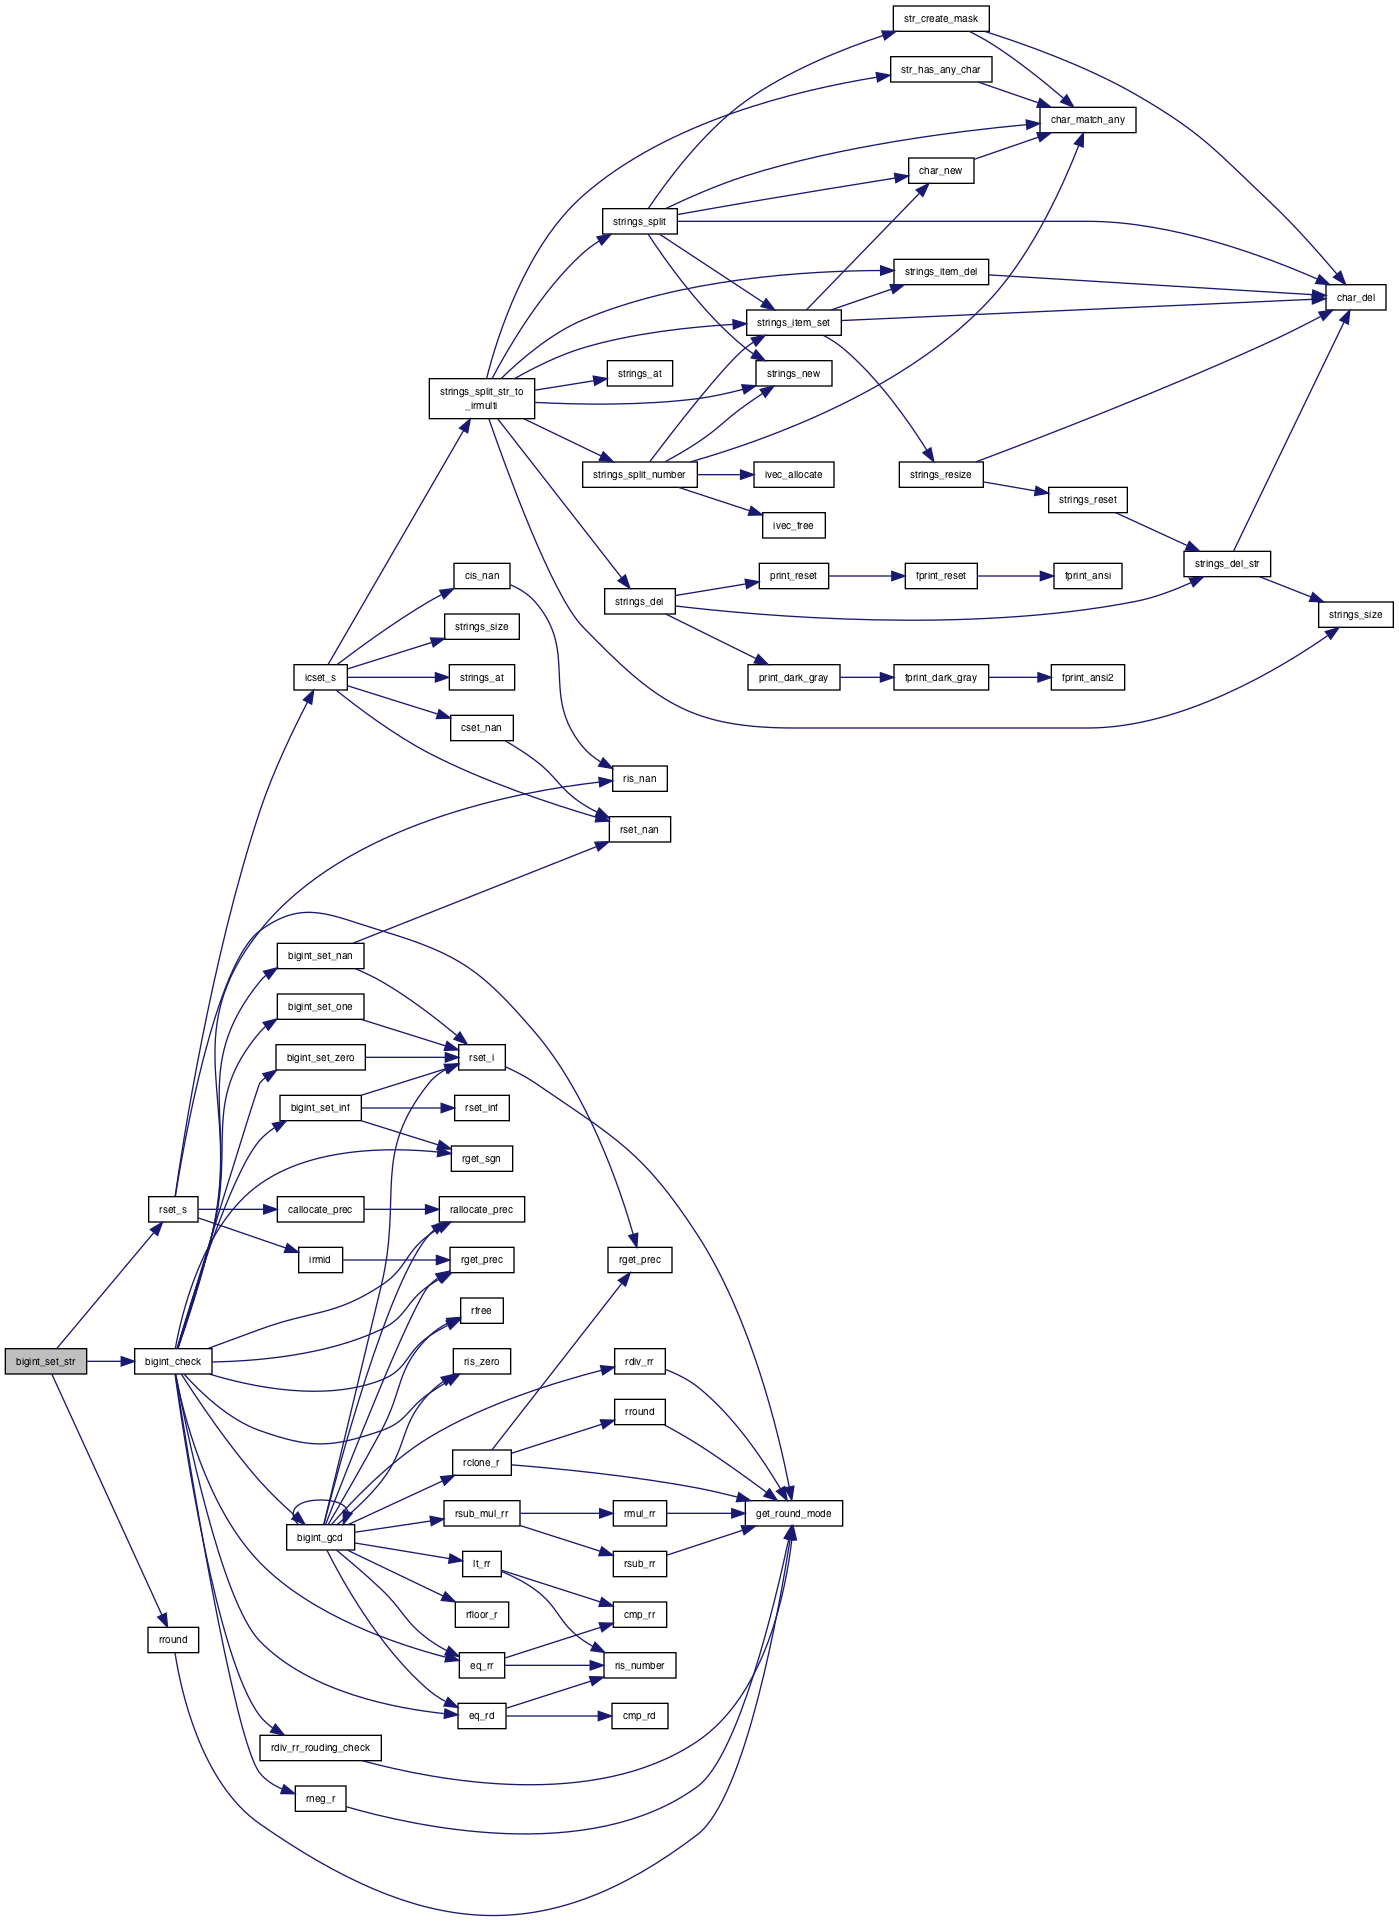 str_create_mask
str_has_any_char
char_match_any
char_new
strings_split
strings_item_del
char_del
strings_item_set
strings_at
strings_new
strings_split_str_to
_irmulti
strings_split_number
ivec_allocate
strings_resize
strings_reset
ivec_free
strings_del_str
cis_nan
print_reset
fprint_reset
fprint_ansi
strings_del
strings_size
strings_size
icset_s
strings_at
print_dark_gray
fprint_dark_gray
fprint_ansi2
cset_nan
ris_nan
rset_nan
bigint_set_nan
bigint_set_one
bigint_set_zero
rset_i
bigint_set_inf
rset_inf
rget_sgn
rset_s
callocate_prec
rallocate_prec
irmid
rget_prec
rget_prec
rfree
bigint_set_str
bigint_check
ris_zero
rdiv_rr
rround
rclone_r
rsub_mul_rr
rmul_rr
get_round_mode
bigint_gcd
lt_rr
rsub_rr
rfloor_r
cmp_rr
rround
eq_rr
ris_number
eq_rd
cmp_rd
rdiv_rr_rouding_check
rneg_r